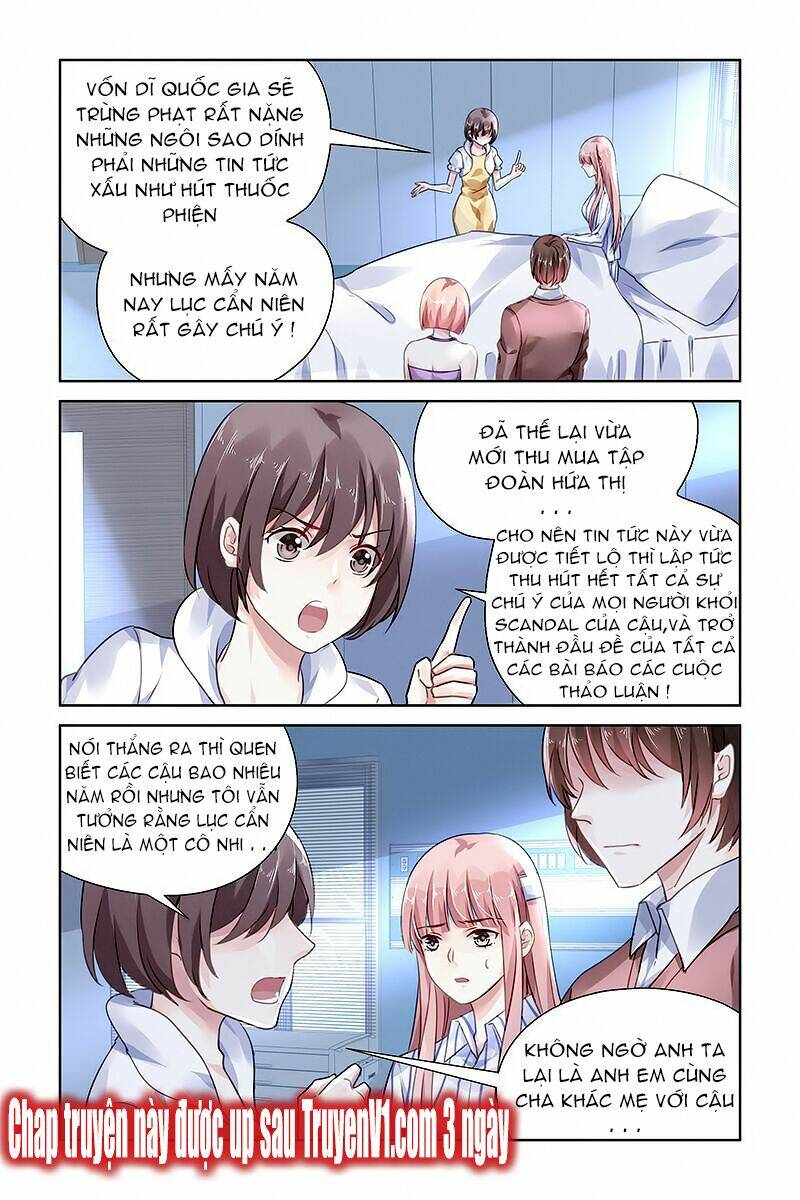 VỐN DĨ QUỐC GIA SẼ
TRỪNG PHẠT RẤT NẶNG
NHỮNG NGÔI SAO DÍNH
PHẢI NHỮNG TIN TỨC
XẤU NHƯ HÚT THUỐC
PHIỆN
NHƯNG MẤY NĂM
NAY LỤC CẨN NIÊN
RẤT GÂY CHÚ Ý !
ĐÃ THẾ LẠI VỪA
MỚI THU MUA TẬP
ĐOÀN HỨA THỊ
. . .
CHO NÊN TIN TỨC NÀY VỪA
ĐƯỢC TIẾT LỘ THÌ LẬP TỨC
THU HÚT HẾT TẤT CẢ SỰ
CHÚ Ý CỦA MỌI NGƯỜI KHỎI
SCANDAL CỦA CẬU,VÀ TRỞ
THÀNH ĐẦU ĐỀ CỦA TẤT CẢ
CÁC BÀI BÁO CÁC CUỘC
THẢO LUẬN !
NÓI THẲNG RA THÌ QUEN
BIẾT CÁC CẬU BAO NHIÊU
NĂM RỒI NHƯNG TÔI VẪN
TƯỞNG RẰNG LỤC CẨN
NIÊN LÀ MỘT CÔ NHI . .
KHÔNG NGỜ ANH TA
LẠI LÀ ANH EM CÙNG
CHA KHÁC MẸ VỚI CẬU
. . .
Chap truyện này được up sau TruyenV1.com 3 ngày